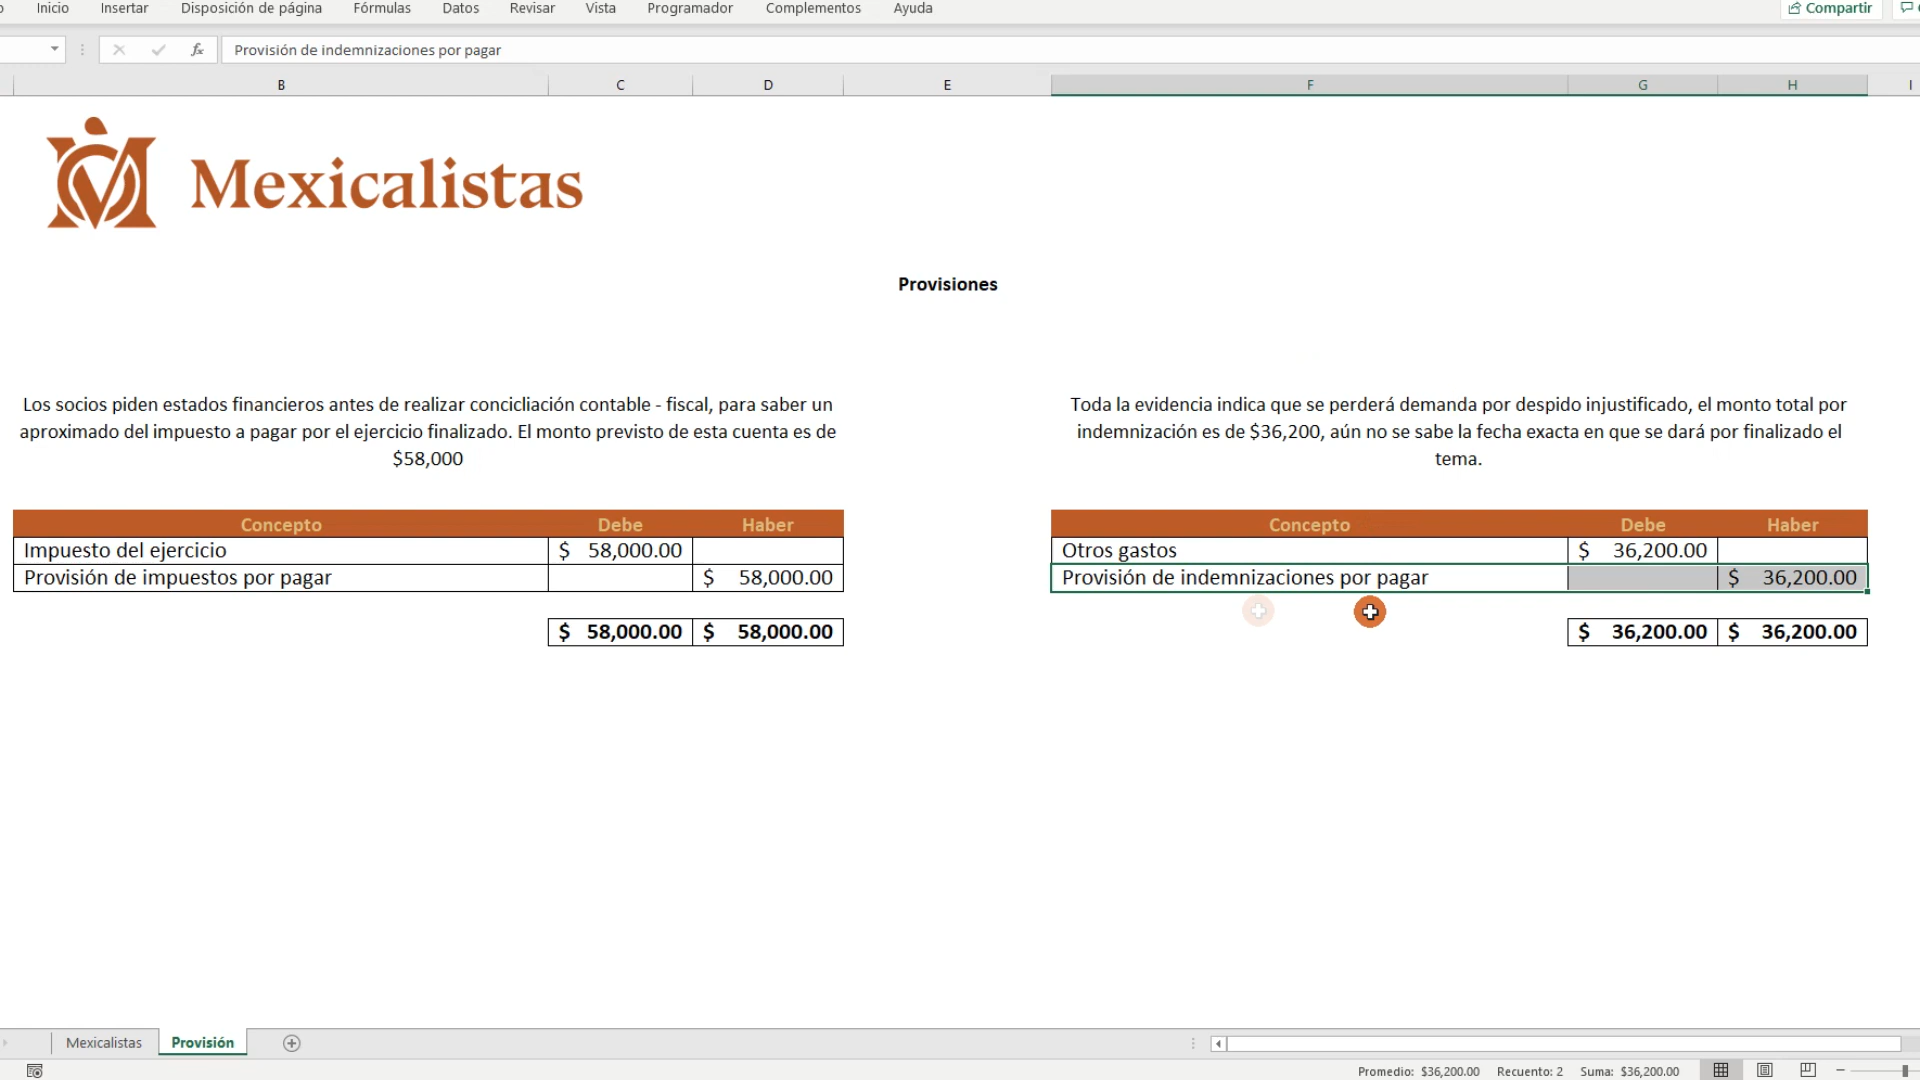 Inicio Insertar Disposición de página Fórmulas Datos Revisar Vista Programador Complementos Ayuda Compartir
fx Provisión de indemnizaciones por pagar
B C D E F G H I
Mexicalistas
Provisiones
Los socios piden estados financieros antes de realizar concicliación contable - fiscal, para saber un
aproximado del impuesto a pagar por el ejercicio finalizado. El monto previsto de esta cuenta es de
$58,000
Toda la evidencia indica que se perderá demanda por despido injustificado, el monto total por
indemnización es de $36,200, aún no se sabe la fecha exacta en que se dará por finalizado el
tema.
Concepto Debe Haber
Impuesto del ejercicio $ 58,000.00
Provisión de impuestos por pagar $ 58,000.00
$ 58,000.00 $ 58,000.00
Concepto Debe Haber
Otros gastos $ 36,200.00
Provisión de indemnizaciones por pagar $ 36,200.00
$ 36,200.00 $ 36,200.00
Mexicalistas Provisión
Promedio: $36,200.00 Recuento: 2 Suma: $36,200.00